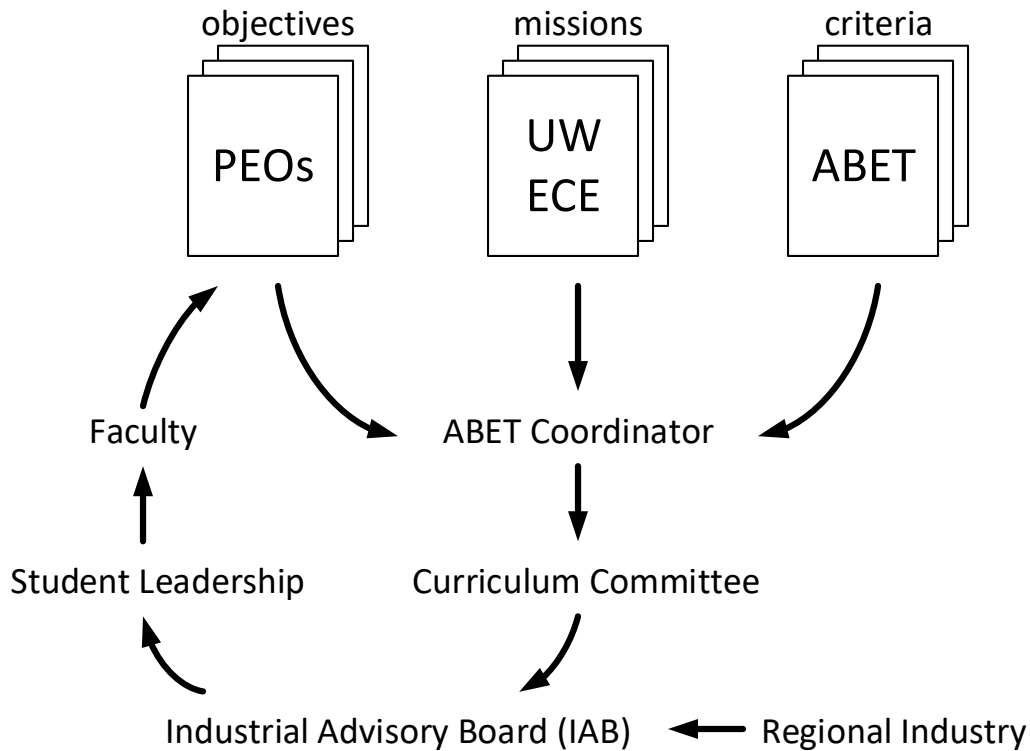 objectives
missions
criteria
PEOs
UW
ECE
ABET
Faculty
ABET Coordinator
Student Leadership
Curriculum Committee
Industrial Advisory Board (IAB)
Regional Industry